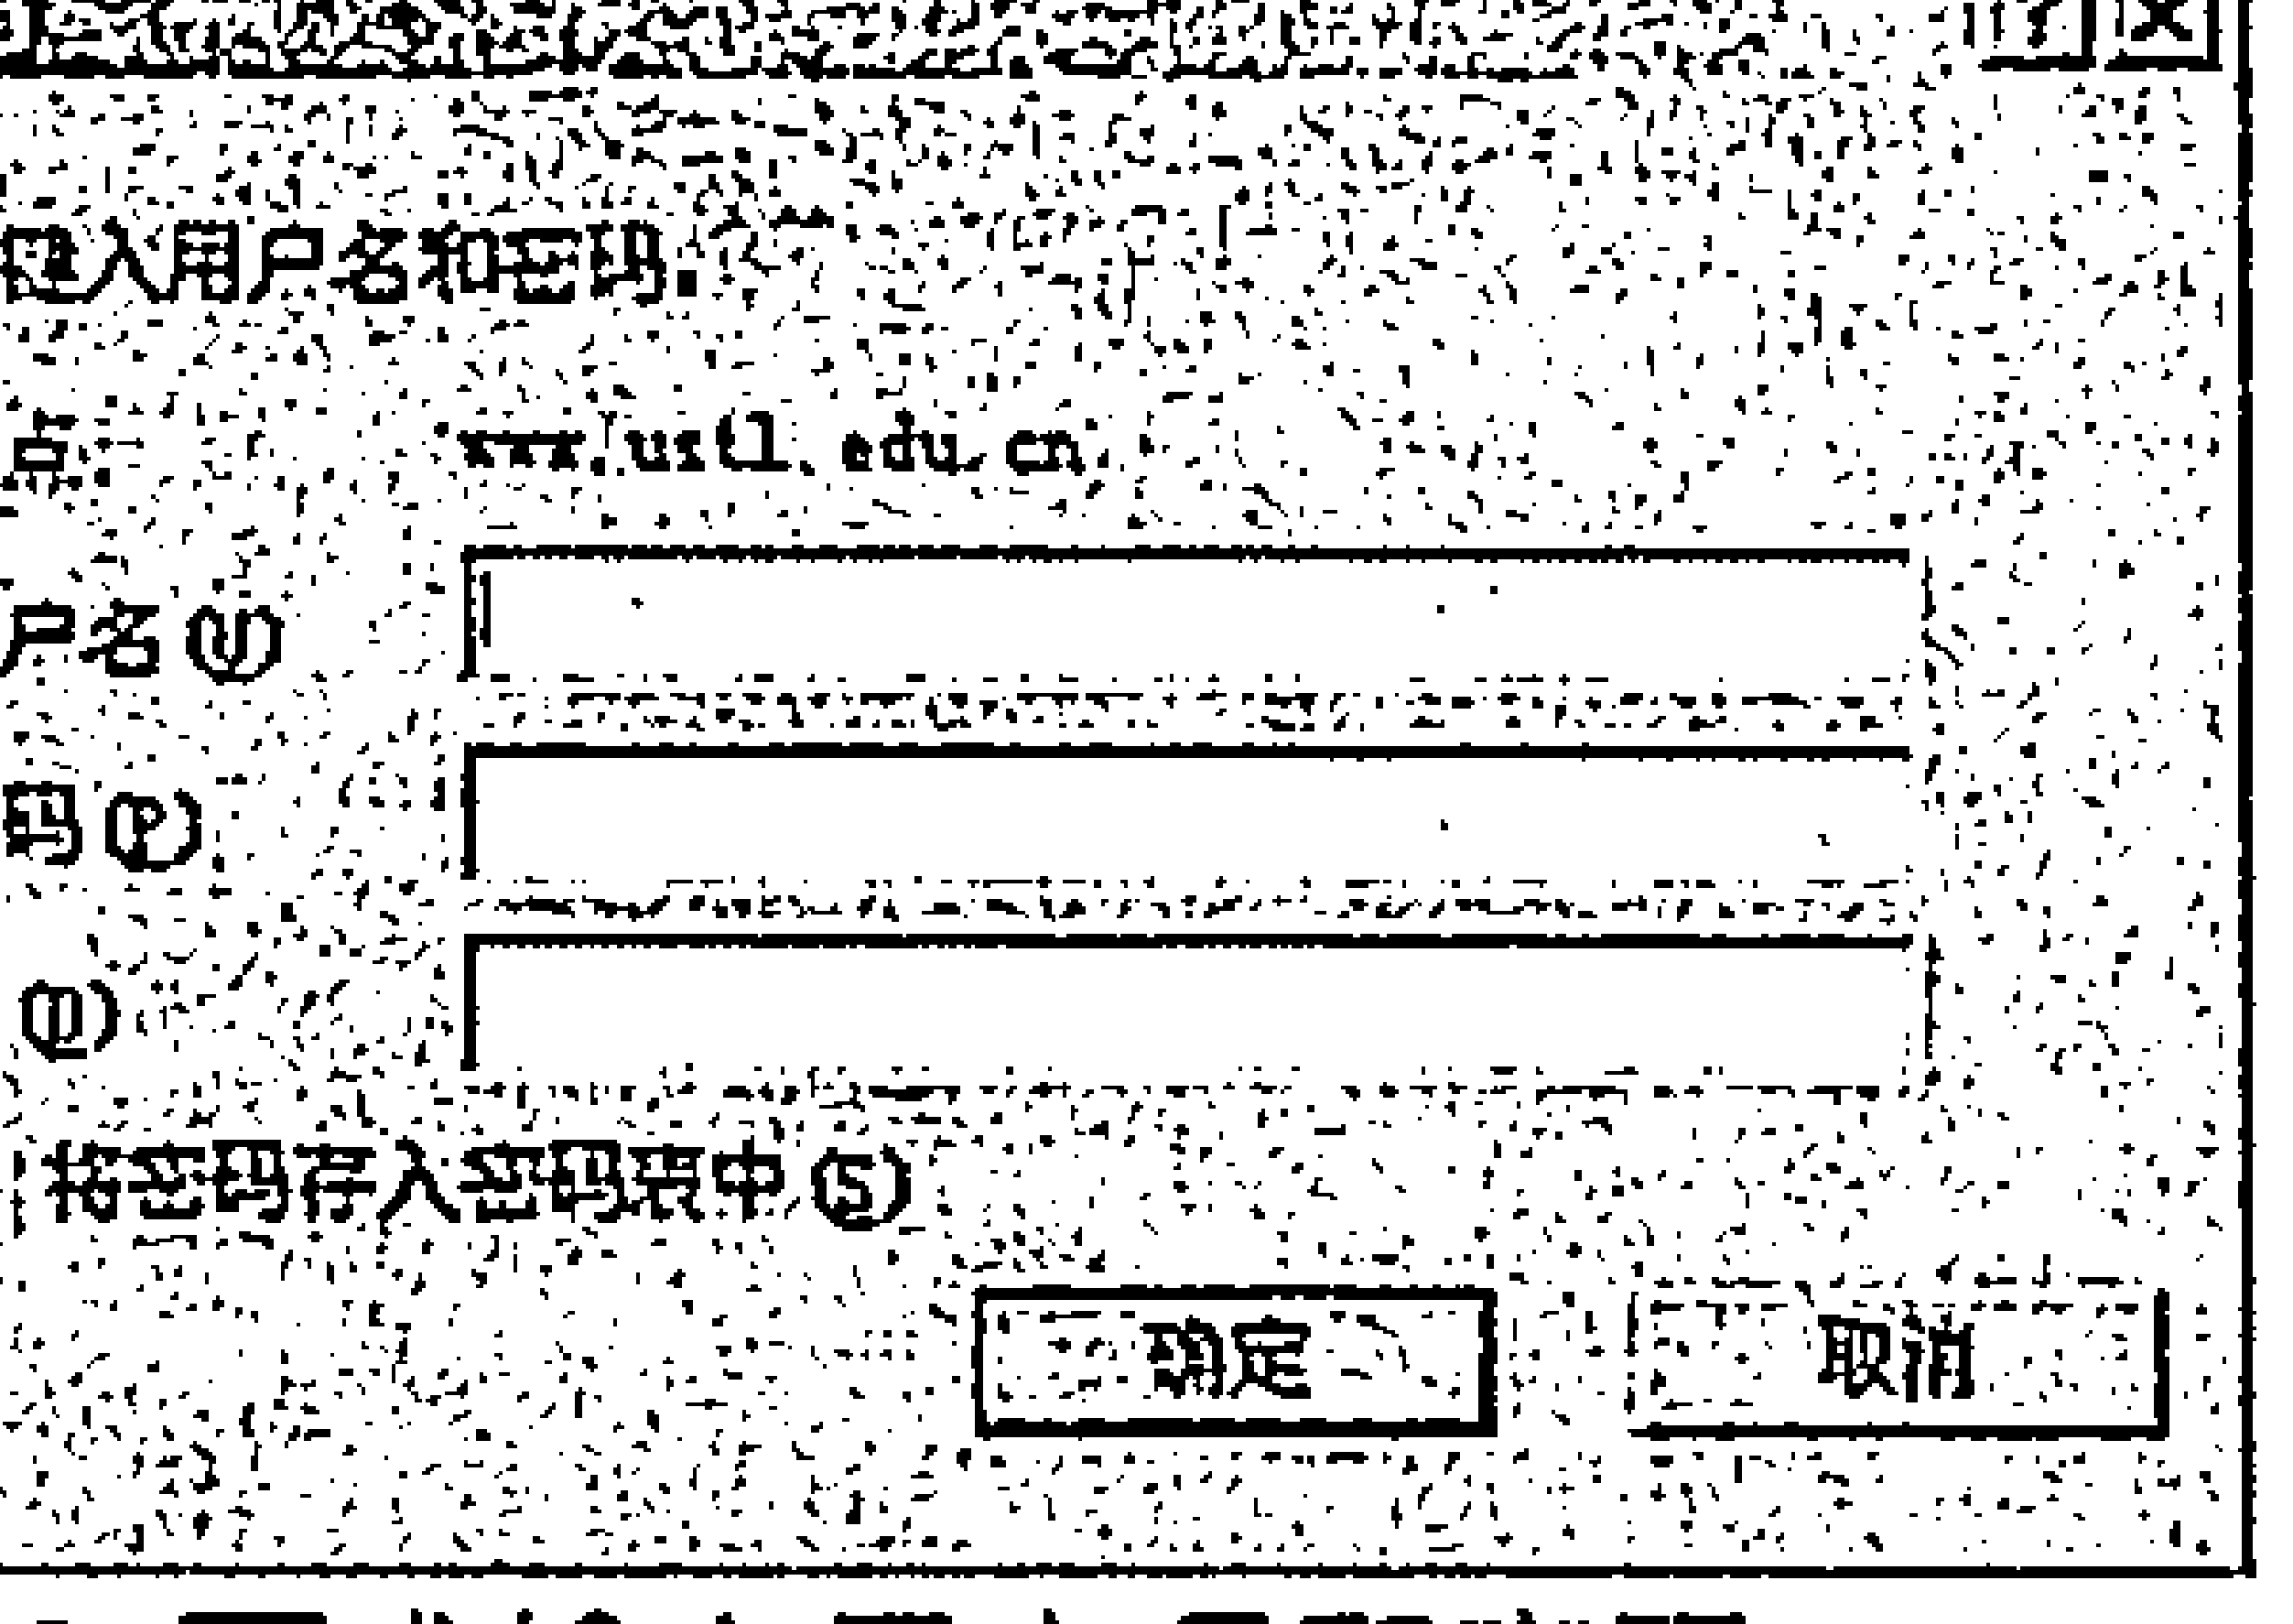 键入用户名和密码.
点 www.ustl.edu.cn
户名(U)
码(P)
(D)
将密码存入密码表中(S)
确定 取消